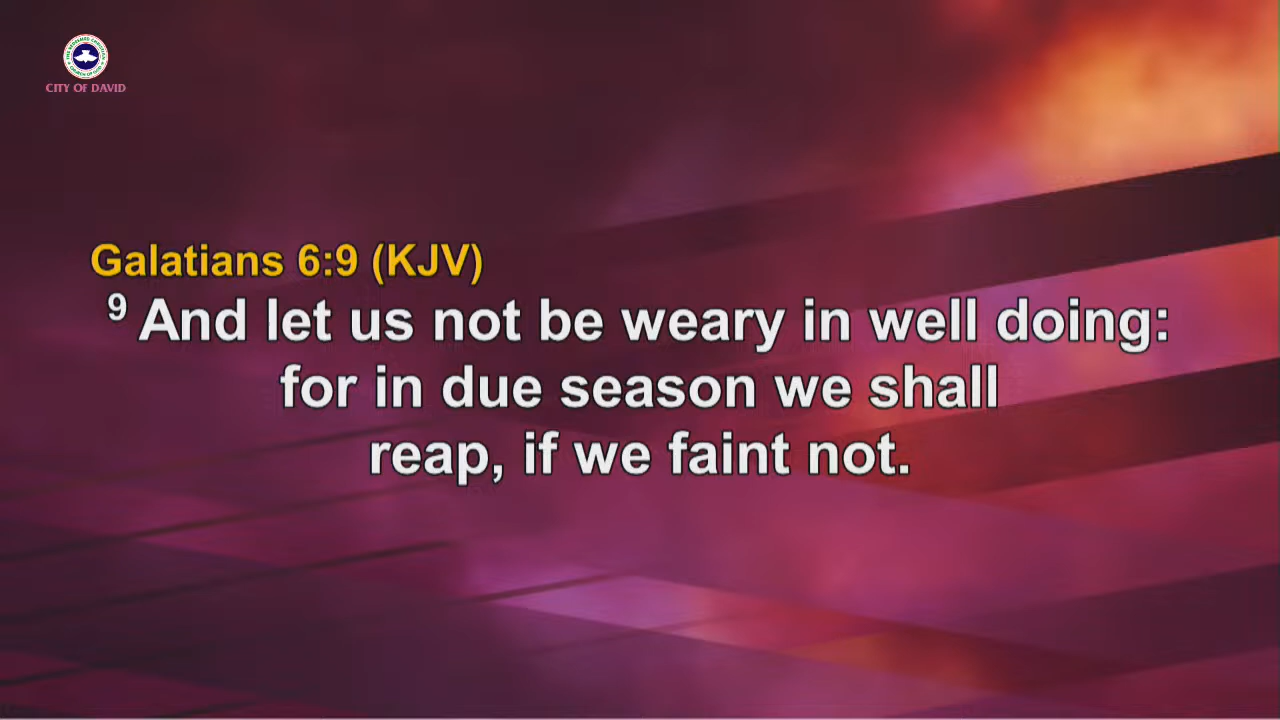 CITY OF DAVID
Galatians 6:9 (KJV)
9 And let us not be weary in well doing:
for in due season we shall
reap, if we faint not.